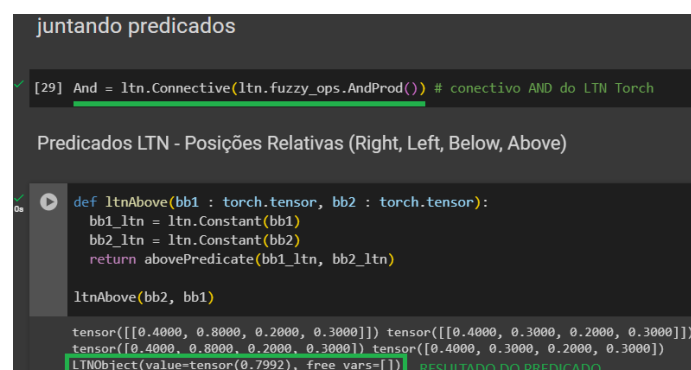 juntando predicados
[29] And = ltn.Connective(ltn.fuzzy_ops.AndProd()) # conectivo AND do LTN Torch
Predicados LTN - Posições Relativas (Right, Left, Below, Above)
0s
def ltnAbove(bb1 : torch.tensor, bb2 : torch.tensor):
bb1_ltn = ltn.Constant(bb1)
bb2_ltn = ltn.Constant(bb2)
return abovePredicate(bb1_ltn, bb2_ltn)
ltnAbove(bb2, bb1)
tensor([[0.4000, 0.8000, 0.2000, 0.3000]]) tensor([[0.4000, 0.3000, 0.2000, 0.3000]])
tensor([0.4000, 0.8000, 0.2000, 0.3000]) tensor([0.4000, 0.3000, 0.2000, 0.3000])
LTNObject(value=tensor(0.7992), free_vars=[]) RESULTADO DO PREDICADO